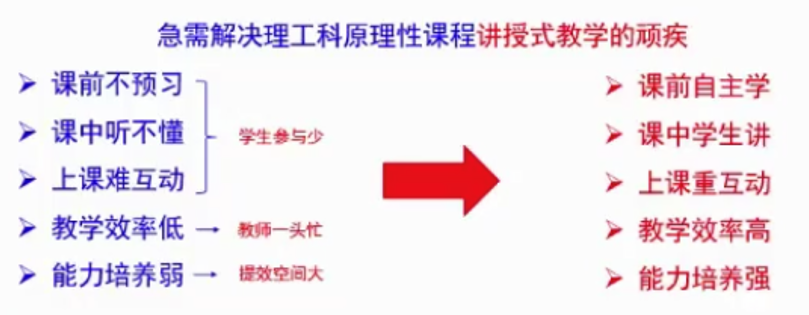 急需解决理工科原理性课程讲授式教学的顽疾
课前不预习
课中听不懂
上课难互动
学生参与少
教学效率低
教师一头忙
能力培养弱
提效空间大
课前自主学
课中学生讲
上课重互动
教学效率高
能力培养强